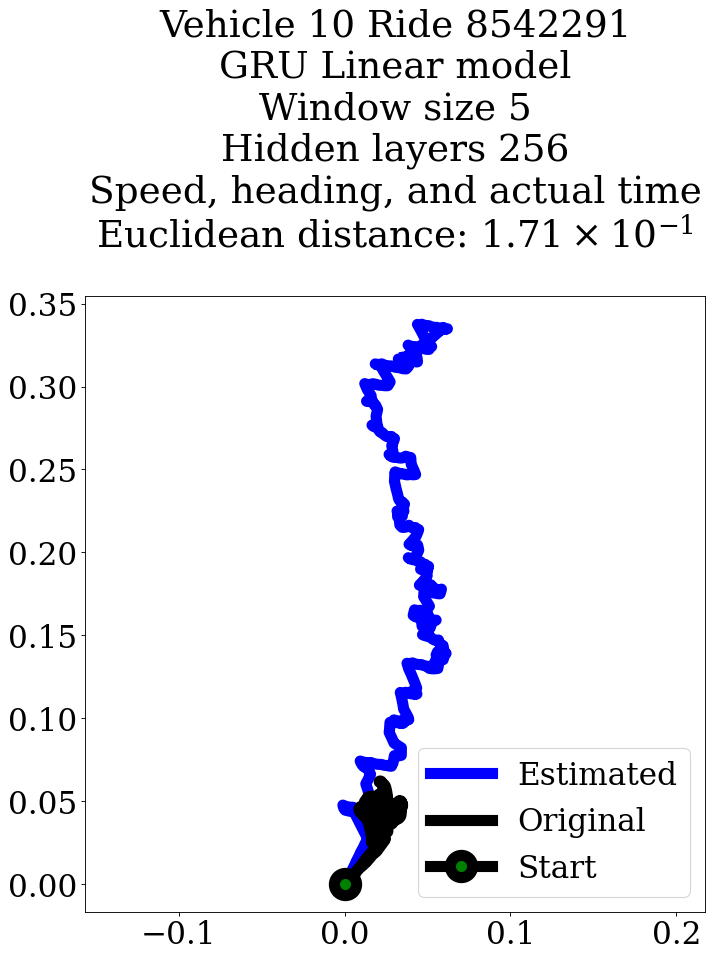 Vehicle 10 Ride 8542291
GRU Linear model
Window size 5
Hidden layers 256
Speed, heading, and actual time
Euclidean distance: 1.71 × 10⁻¹
0.35
0.30
0.25
0.20
0.15
0.10
0.05
0.00
Estimated
Original
Start
−0.1 0.0 0.1 0.2